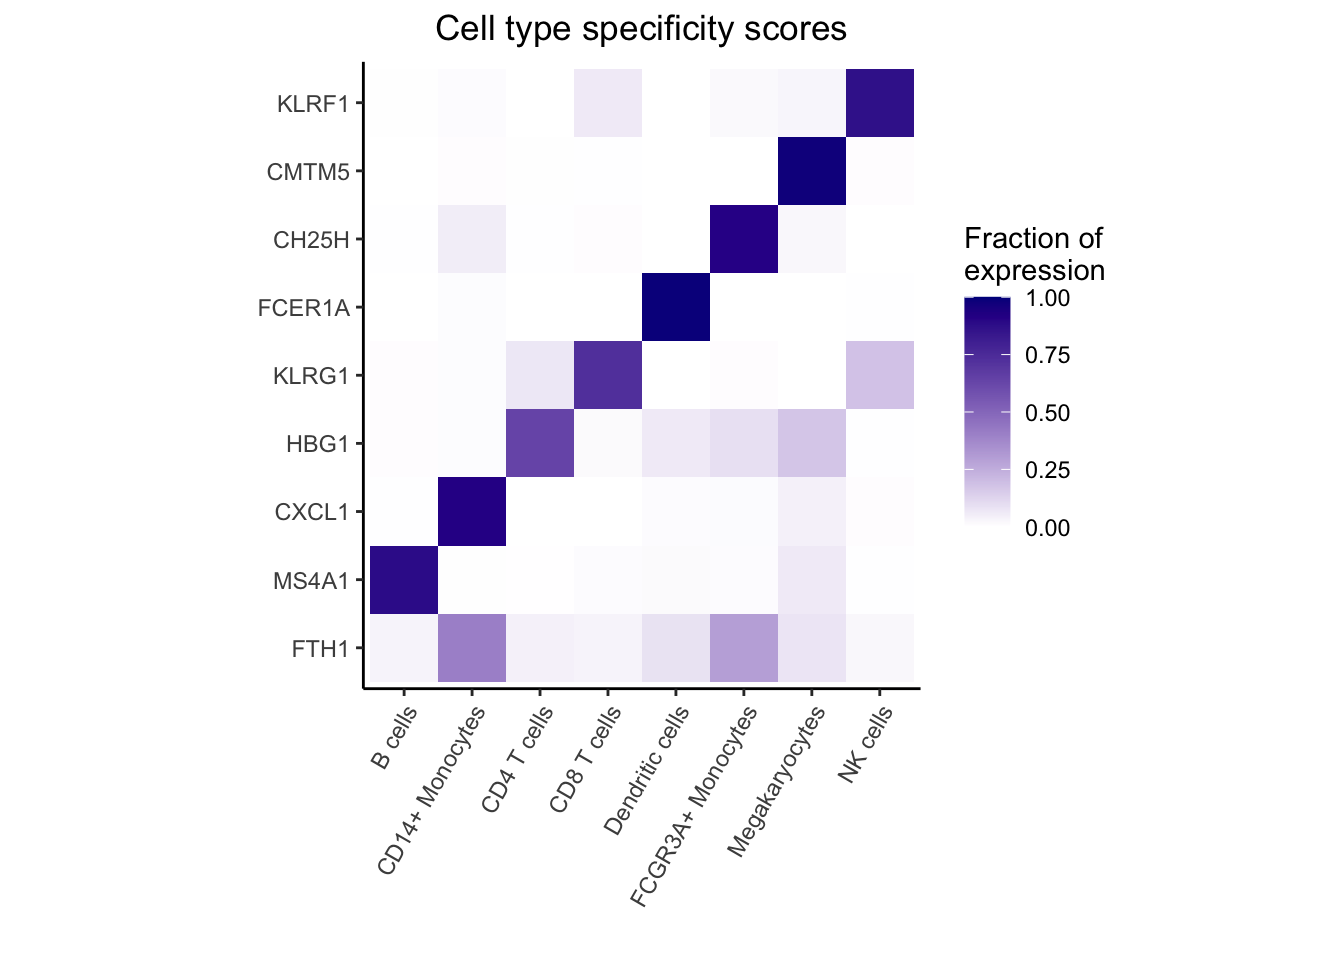 Cell type specificity scores
KLRF1
CMTM5
CH25H
FCER1A
KLRG1
HBG1
CXCL1
MS4A1
FTH1
B cells
CD14+ Monocytes
CD4 T cells
CD8 T cells
Dendritic cells
FCGR3A+ Monocytes
Megakaryocytes
NK cells
Fraction of
expression
1.00
0.75
0.50
0.25
0.00